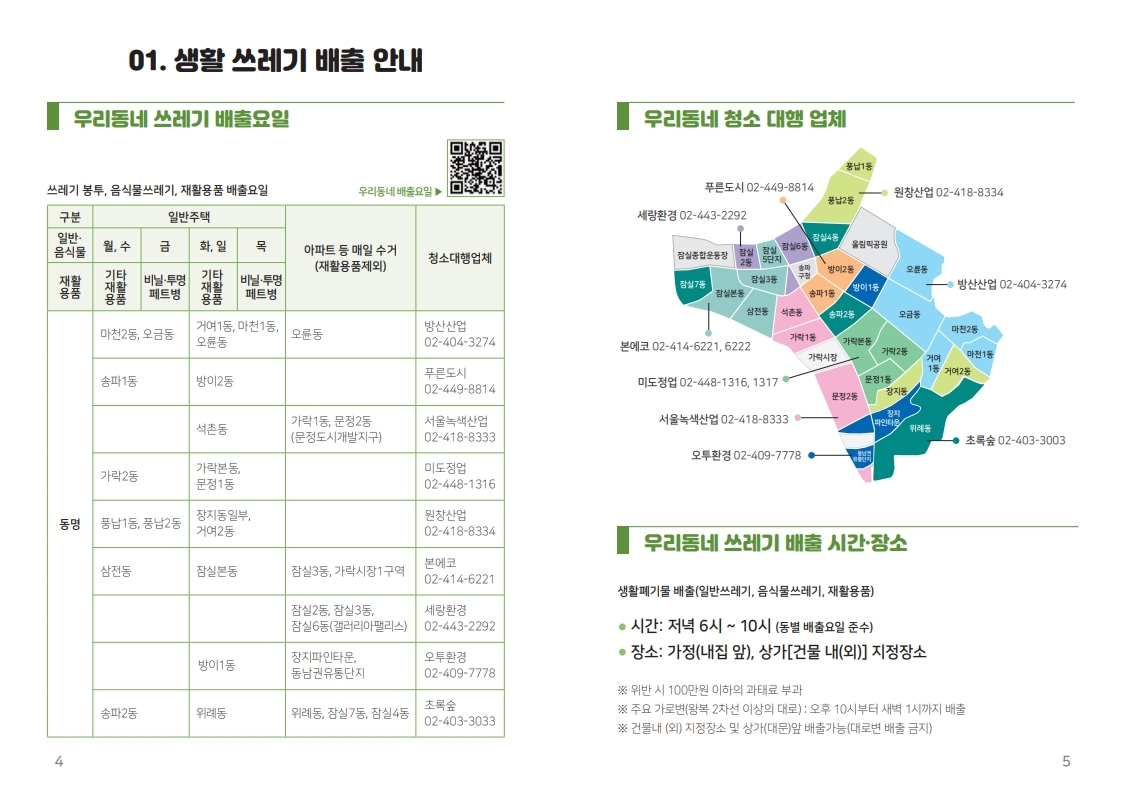 01. 생활 쓰레기 배출 안내
우리동네 쓰레기 배출요일
쓰레기 봉투, 음식물쓰레기, 재활용품 배출요일
우리동네 배출요일 ▶
구분 일반주택 아파트 등 매일 수거 (재활용품제외) 청소대행업체
일반·음식물 월, 수 금 화, 일 목
재활용품 기타 재활용품 비닐·투명 페트병 기타 재활용품 비닐·투명 페트병
동명
마천2동, 오금동 거여1동, 마천1동, 오륜동 오륜동 방산산업 02-404-3274
송파1동 방이2동 푸른도시 02-449-8814
석촌동 가락1동, 문정2동 (문정도시개발지구) 서울녹색산업 02-418-8333
가락2동 가락본동, 문정1동 미도정업 02-448-1316
풍납1동, 풍납2동 장지동일부, 거여2동 원창산업 02-418-8334
삼전동 잠실본동 잠실3동, 가락시장1구역 본에코 02-414-6221
잠실2동, 잠실3동, 잠실6동(갤러리아팰리스) 세랑환경 02-443-2292
방이1동 장지파인타운, 동남권유통단지 오투환경 02-409-7778
송파2동 위례동 위례동, 잠실7동, 잠실4동 초록숲 02-403-3033
4
우리동네 청소 대행 업체
풍납1동
푸른도시 02-449-8814
원창산업 02-418-8334
풍납2동
세랑환경 02-443-2292
잠실4동
올림픽공원
잠실종합운동장
잠실2동
잠실5단지
잠실6동
송파구청
방이2동
오륜동
잠실7동
잠실본동
잠실3동
송파1동
방이1동
방산산업 02-404-3274
삼전동
석촌동
송파2동
오금동
마천2동
본에코 02-414-6221, 6222
가락1동
가락본동
가락시장
가락2동
거여1동
마천1동
미도정업 02-448-1316, 1317
문정1동
거여2동
문정2동
장지동
서울녹색산업 02-418-8333
장지파인타운
위례동
초록숲 02-403-3003
오투환경 02-409-7778
동남권유통단지
우리동네 쓰레기 배출 시간·장소
생활폐기물 배출(일반쓰레기, 음식물쓰레기, 재활용품)
● 시간: 저녁 6시 ~ 10시 (동별 배출요일 준수)
● 장소: 가정(내집 앞), 상가[건물 내(외)] 지정장소
※ 위반 시 100만원 이하의 과태료 부과
※ 주요 가로변(왕복 2차선 이상의 대로) : 오후 10시부터 새벽 1시까지 배출
※ 건물내 (외) 지정장소 및 상가(대문)앞 배출가능(대로변 배출 금지)
5